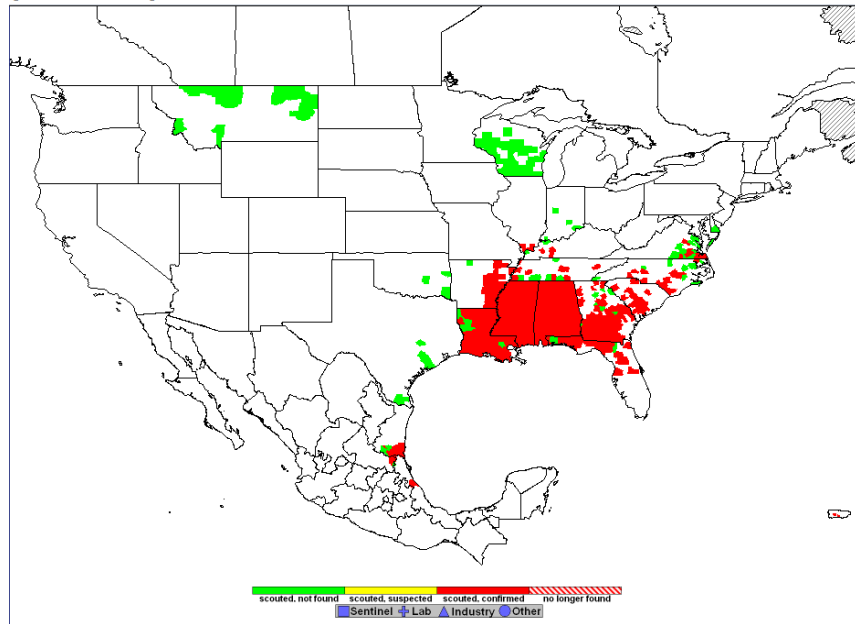 scouted, not found scouted, suspected scouted, confirmed no longer found
Sentinel Lab Industry Other